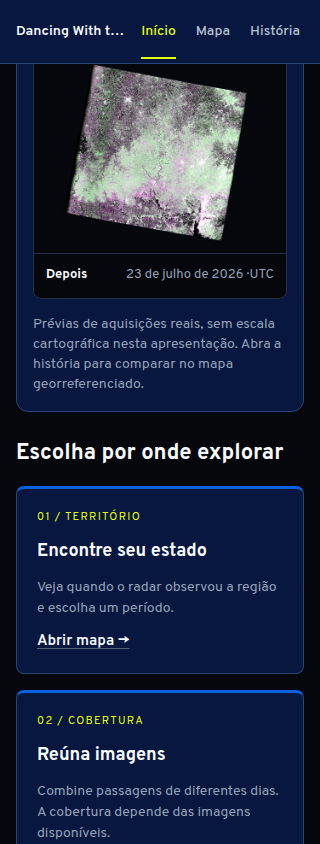 Dancing With t... Início Mapa História
Depois 23 de julho de 2026·UTC
Prévias de aquisições reais, sem escala
cartográfica nesta apresentação. Abra a
história para comparar no mapa
georreferenciado.
Escolha por onde explorar
01 / TERRITÓRIO
Encontre seu estado
Veja quando o radar observou a região
e escolha um período.
Abrir mapa →
02 / COBERTURA
Reúna imagens
Combine passagens de diferentes dias.
A cobertura depende das imagens
disponíveis.